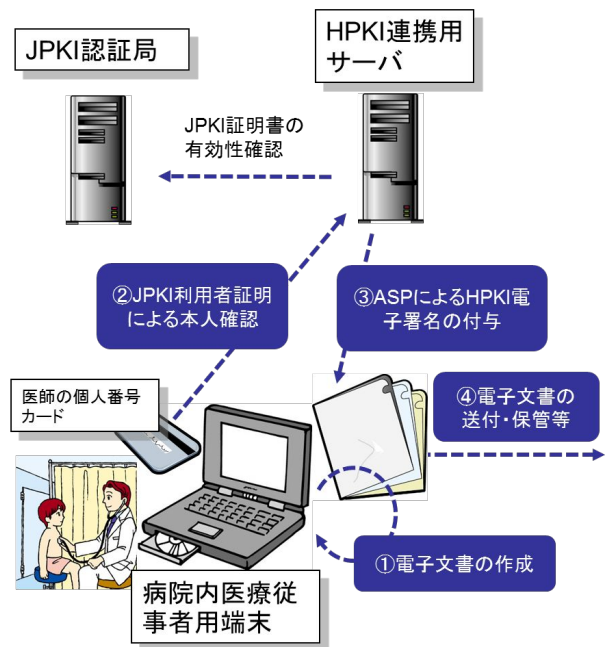 JPKI認証局
HPKI連携用
サーバ
JPKI証明書の
有効性確認
②JPKI利用者証明
による本人確認
③ASPによるHPKI電
子署名の付与
医師の個人番号
カード
④電子文書の
送付・保管等
①電子文書の作成
病院内医療従
事者用端末